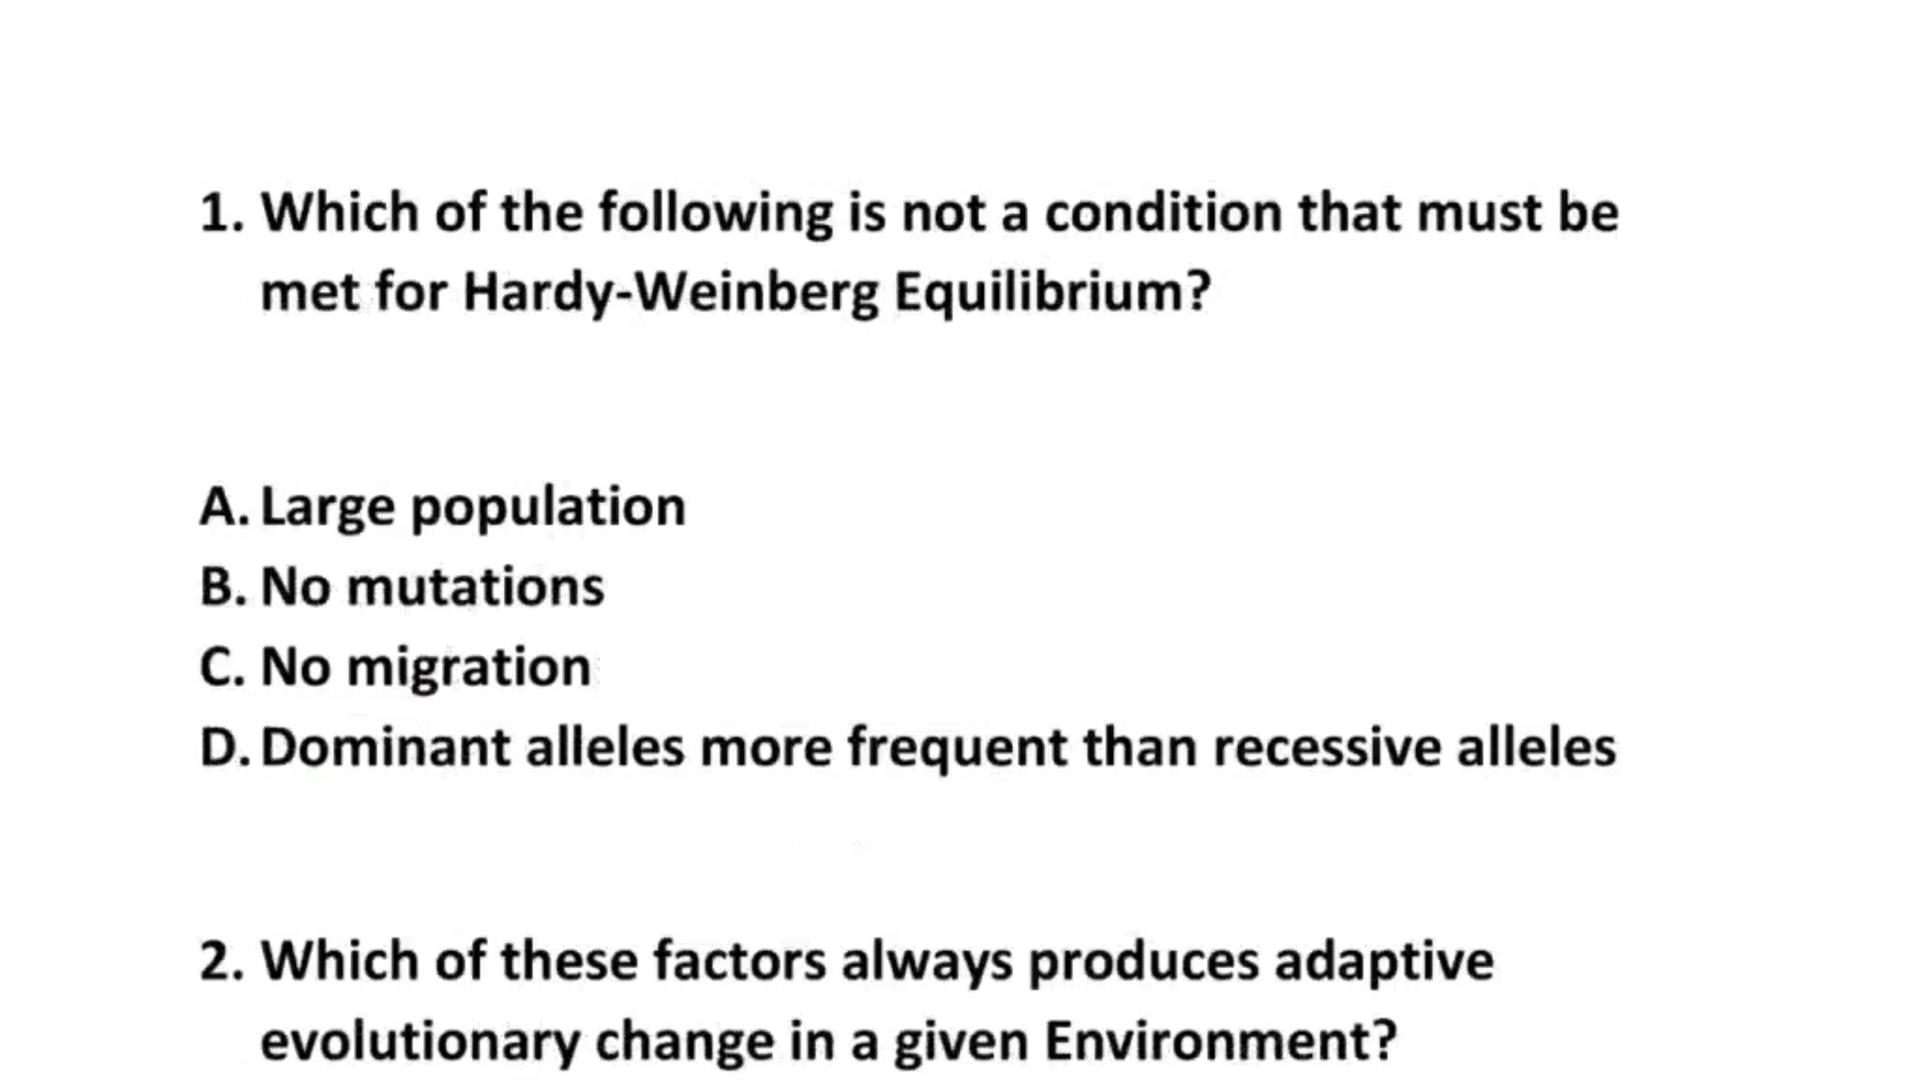 1. Which of the following is not a condition that must be
met for Hardy-Weinberg Equilibrium?
A. Large population
B. No mutations
C. No migration
D. Dominant alleles more frequent than recessive alleles
2. Which of these factors always produces adaptive
evolutionary change in a given Environment?